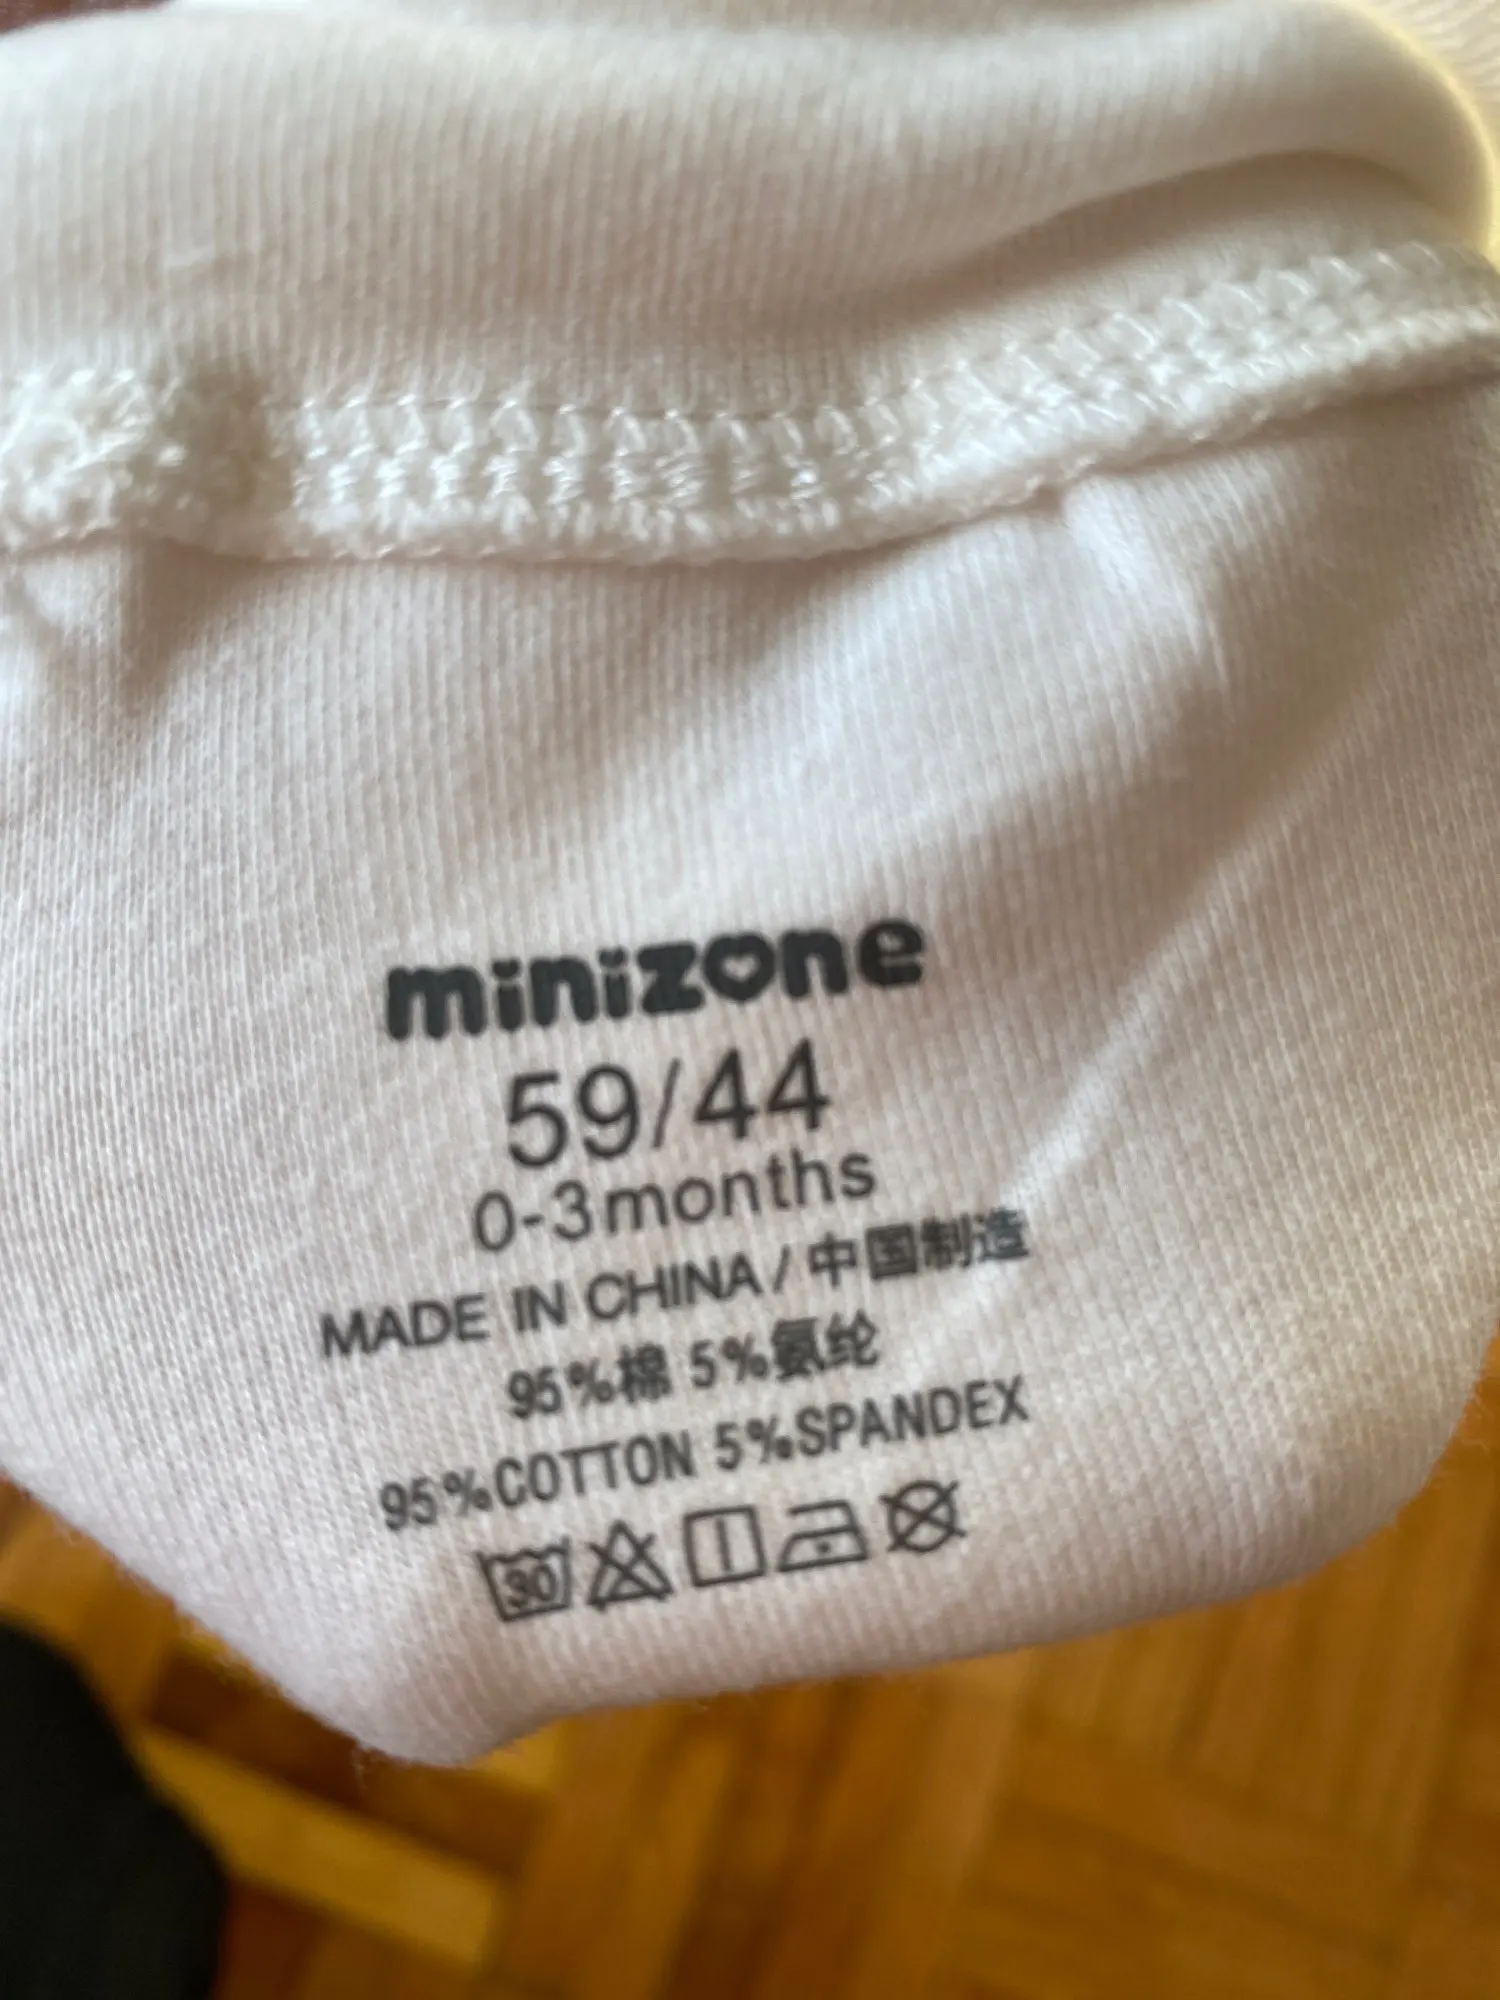 minizone
59/44
0-3months
MADE IN CHINA/中国制造
95%棉 5%氨纶
95%COTTON 5%SPANDEX
30